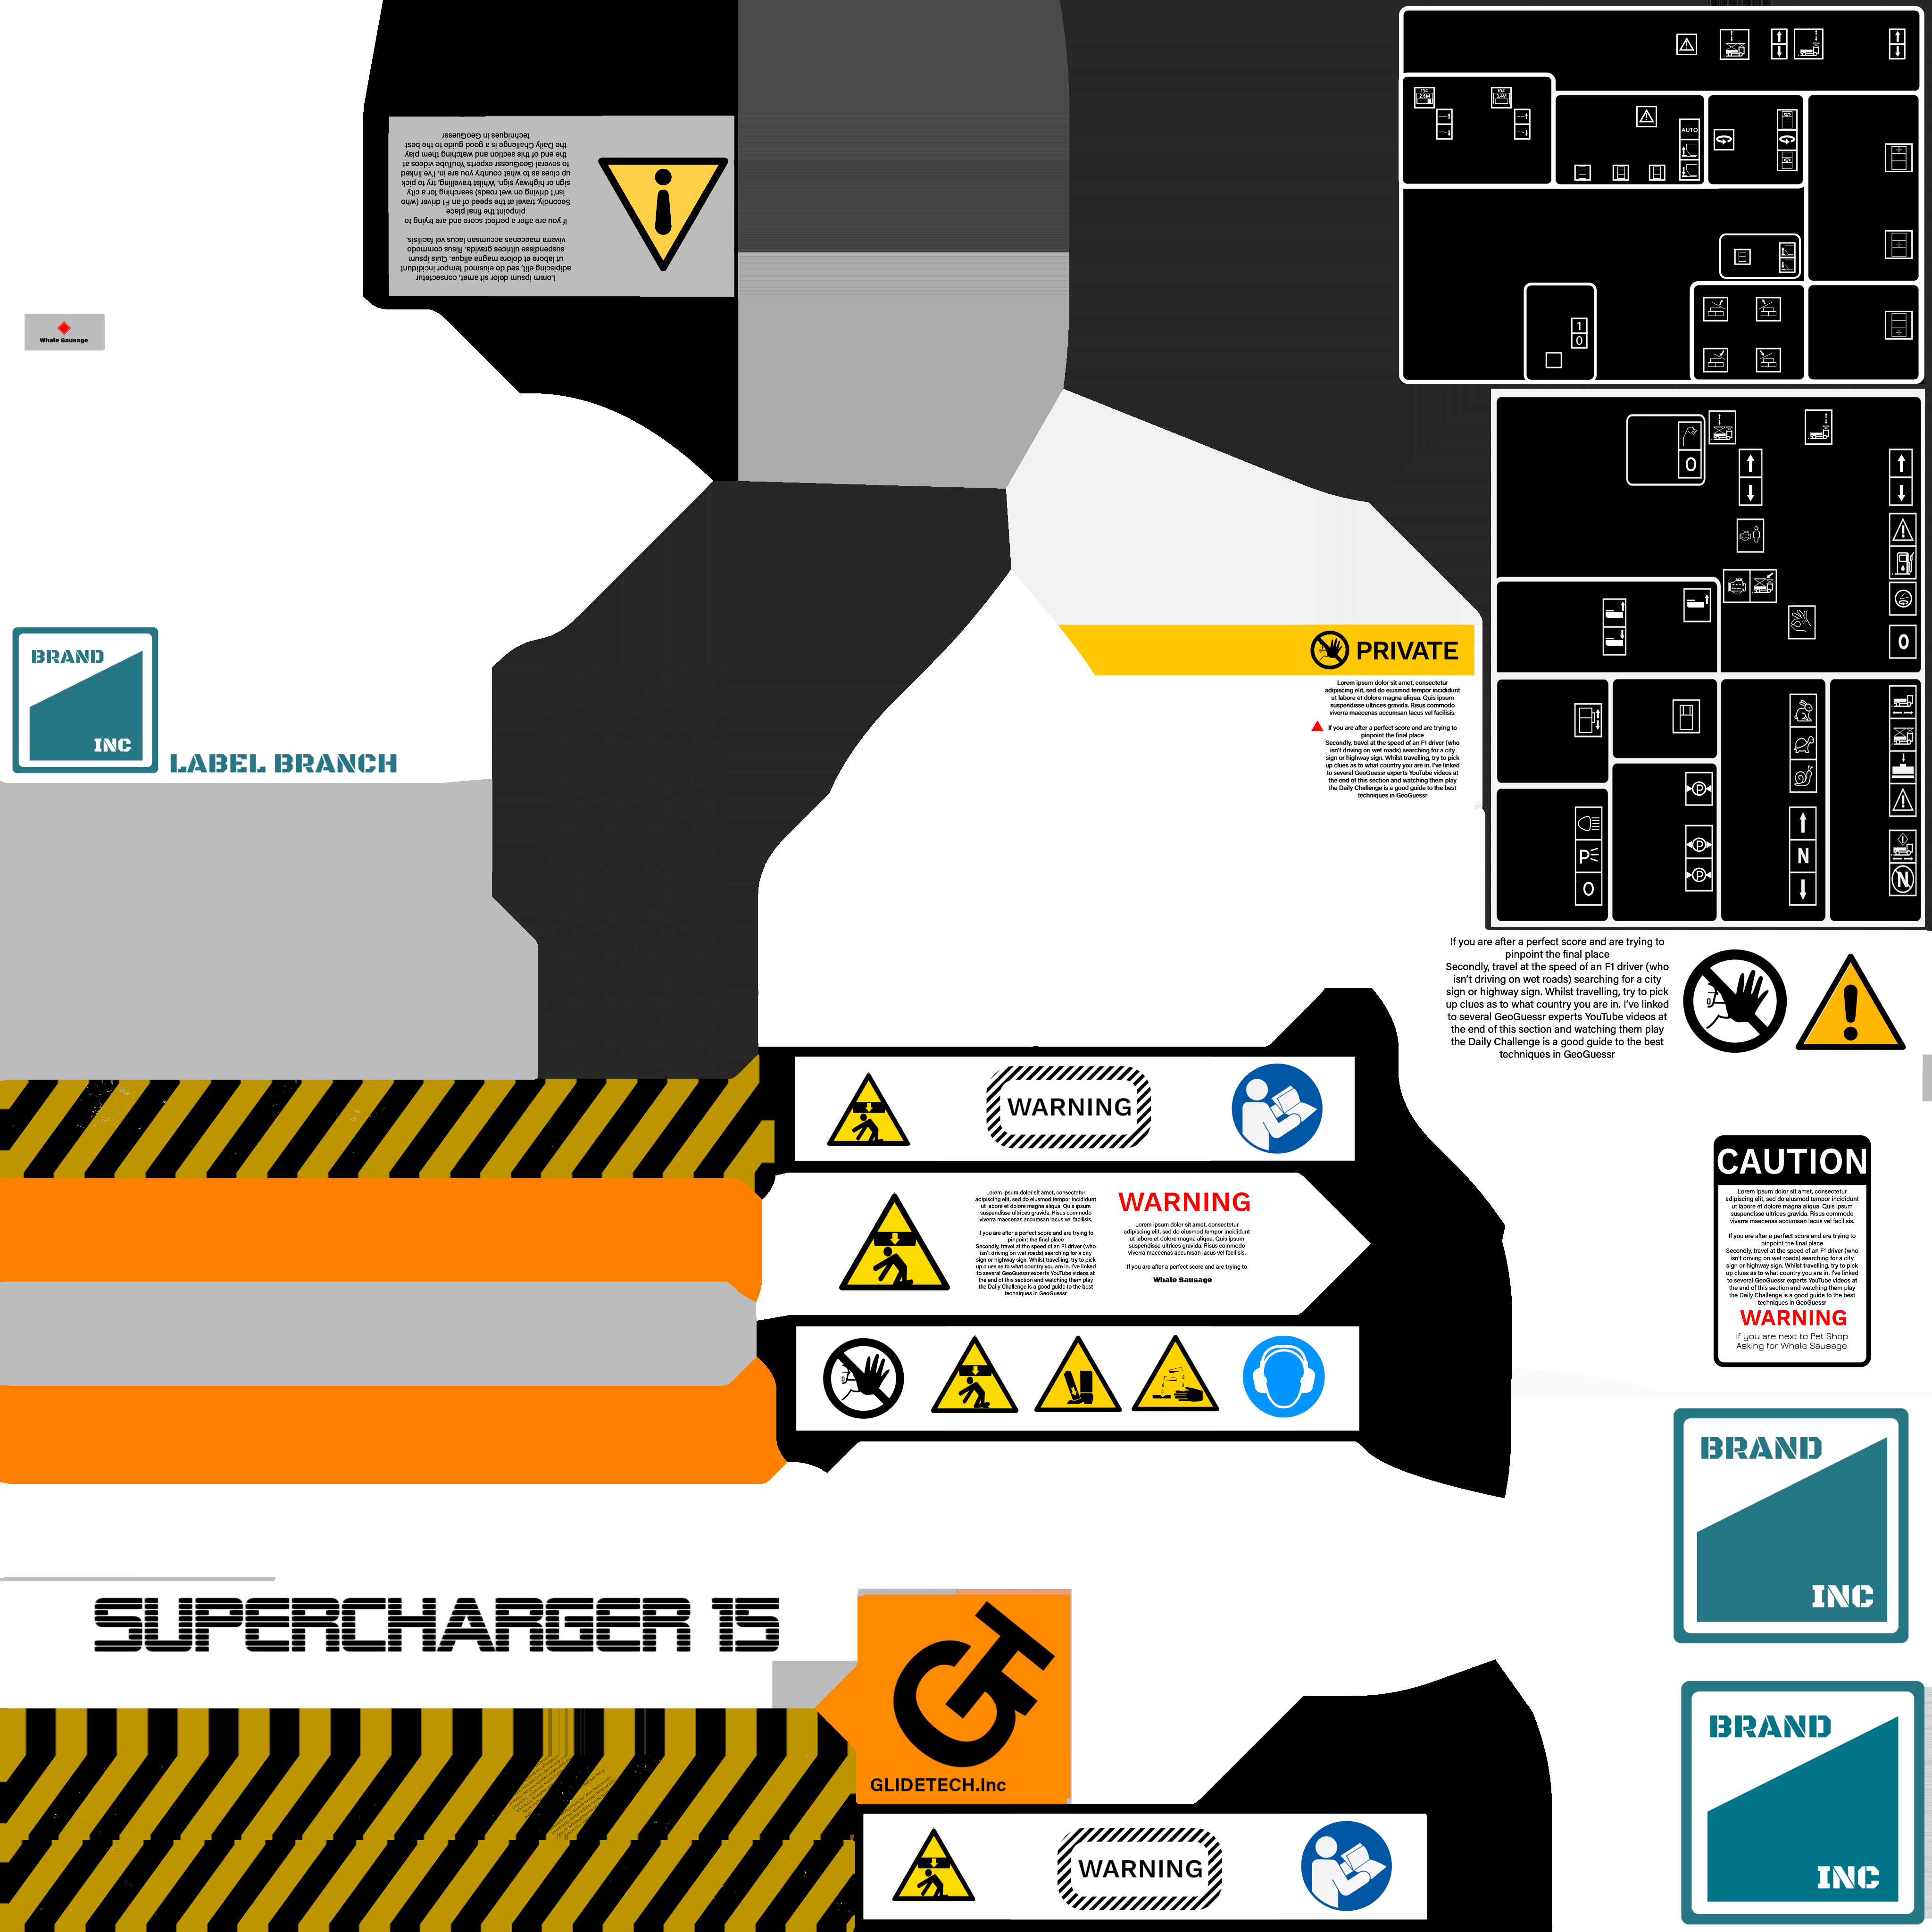 Lorem ipsum dolor sit amet, consectetur
adipiscing elit, sed do eiusmod tempor incididunt
ut labore et dolore magna aliqua. Quis ipsum
suspendisse ultrices gravida. Risus commodo
viverra maecenas accumsan lacus vel facilisis.
If you are after a perfect score and are trying to
pinpoint the final place
Secondly, travel at the speed of an F1 driver (who
isn't driving on wet roads) searching for a city
sign or highway sign. Whilst travelling, try to pick
up clues as to what country you are in. I've linked
to several GeoGuessr experts YouTube videos at
the end of this section and watching them play
the Daily Challenge is a good guide to the best
techniques in GeoGuessr
AUTO
1
0
Whale Sausage
BRAND
INC
LABEL BRANCH
0
0
P
P
P
P
N
0
N
PRIVATE
Lorem ipsum dolor sit amet, consectetur
adipiscing elit, sed do eiusmod tempor incididunt
ut labore et dolore magna aliqua. Quis ipsum
suspendisse ultrices gravida. Risus commodo
viverra maecenas accumsan lacus vel facilisis.
If you are after a perfect score and are trying to
pinpoint the final place
Secondly, travel at the speed of an F1 driver (who
isn't driving on wet roads) searching for a city
sign or highway sign. Whilst travelling, try to pick
up clues as to what country you are in. I've linked
to several GeoGuessr experts YouTube videos at
the end of this section and watching them play
the Daily Challenge is a good guide to the best
techniques in GeoGuessr
If you are after a perfect score and are trying to
pinpoint the final place
Secondly, travel at the speed of an F1 driver (who
isn't driving on wet roads) searching for a city
sign or highway sign. Whilst travelling, try to pick
up clues as to what country you are in. I've linked
to several GeoGuessr experts YouTube videos at
the end of this section and watching them play
the Daily Challenge is a good guide to the best
techniques in GeoGuessr
WARNING
Lorem ipsum dolor sit amet, consectetur
adipiscing elit, sed do eiusmod tempor incididunt
ut labore et dolore magna aliqua. Quis ipsum
suspendisse ultrices gravida. Risus commodo
viverra maecenas accumsan lacus vel facilisis.
If you are after a perfect score and are trying to
pinpoint the final place
Secondly, travel at the speed of an F1 driver (who
isn't driving on wet roads) searching for a city
sign or highway sign. Whilst travelling, try to pick
up clues as to what country you are in. I've linked
to several GeoGuessr experts YouTube videos at
the end of this section and watching them play
the Daily Challenge is a good guide to the best
techniques in GeoGuessr
WARNING
Lorem ipsum dolor sit amet, consectetur
adipiscing elit, sed do eiusmod tempor incididunt
ut labore et dolore magna aliqua. Quis ipsum
suspendisse ultrices gravida. Risus commodo
viverra maecenas accumsan lacus vel facilisis.
If you are after a perfect score and are trying to
Whale Sausage
CAUTION
Lorem ipsum dolor sit amet, consectetur
adipiscing elit, sed do eiusmod tempor incididunt
ut labore et dolore magna aliqua. Quis ipsum
suspendisse ultrices gravida. Risus commodo
viverra maecenas accumsan lacus vel facilisis.
If you are after a perfect score and are trying to
pinpoint the final place
Secondly, travel at the speed of an F1 driver (who
isn't driving on wet roads) searching for a city
sign or highway sign. Whilst travelling, try to pick
up clues as to what country you are in. I've linked
to several GeoGuessr experts YouTube videos at
the end of this section and watching them play
the Daily Challenge is a good guide to the best
techniques in GeoGuessr
WARNING
If you are next to Pet Shop
Asking for Whale Sausage
BRAND
INC
SUPERCHARGER 15
GT
GLIDETECH.Inc
BRAND
INC
WARNING